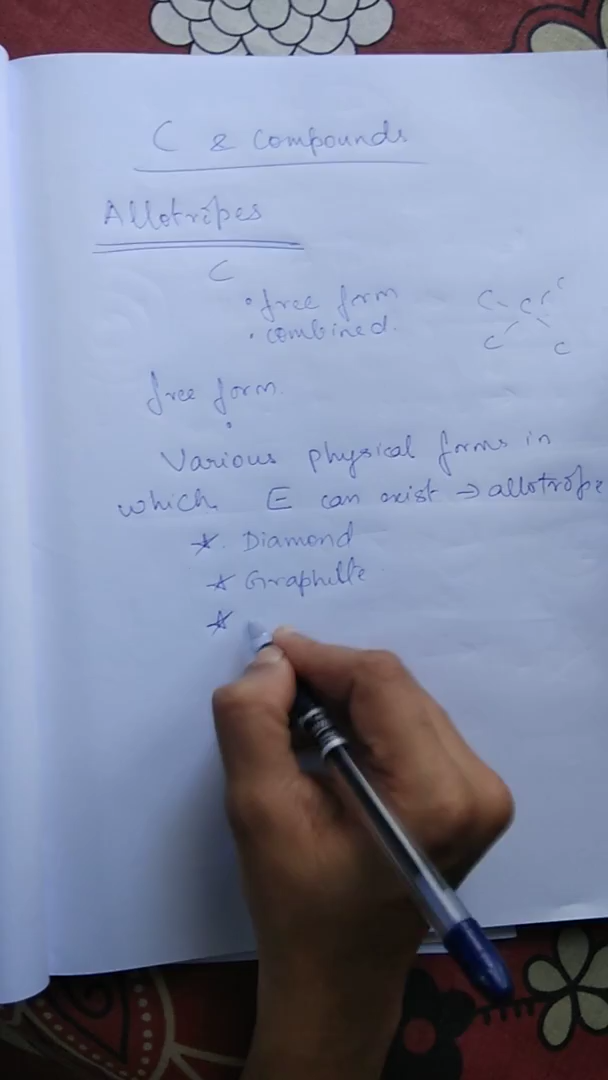 C & Compounds
Allotropes
C
• free form
• combined.
C C C
C C
free form.
Various physical forms in
which E can exist → allotrope
* Diamond
* Graphite
*